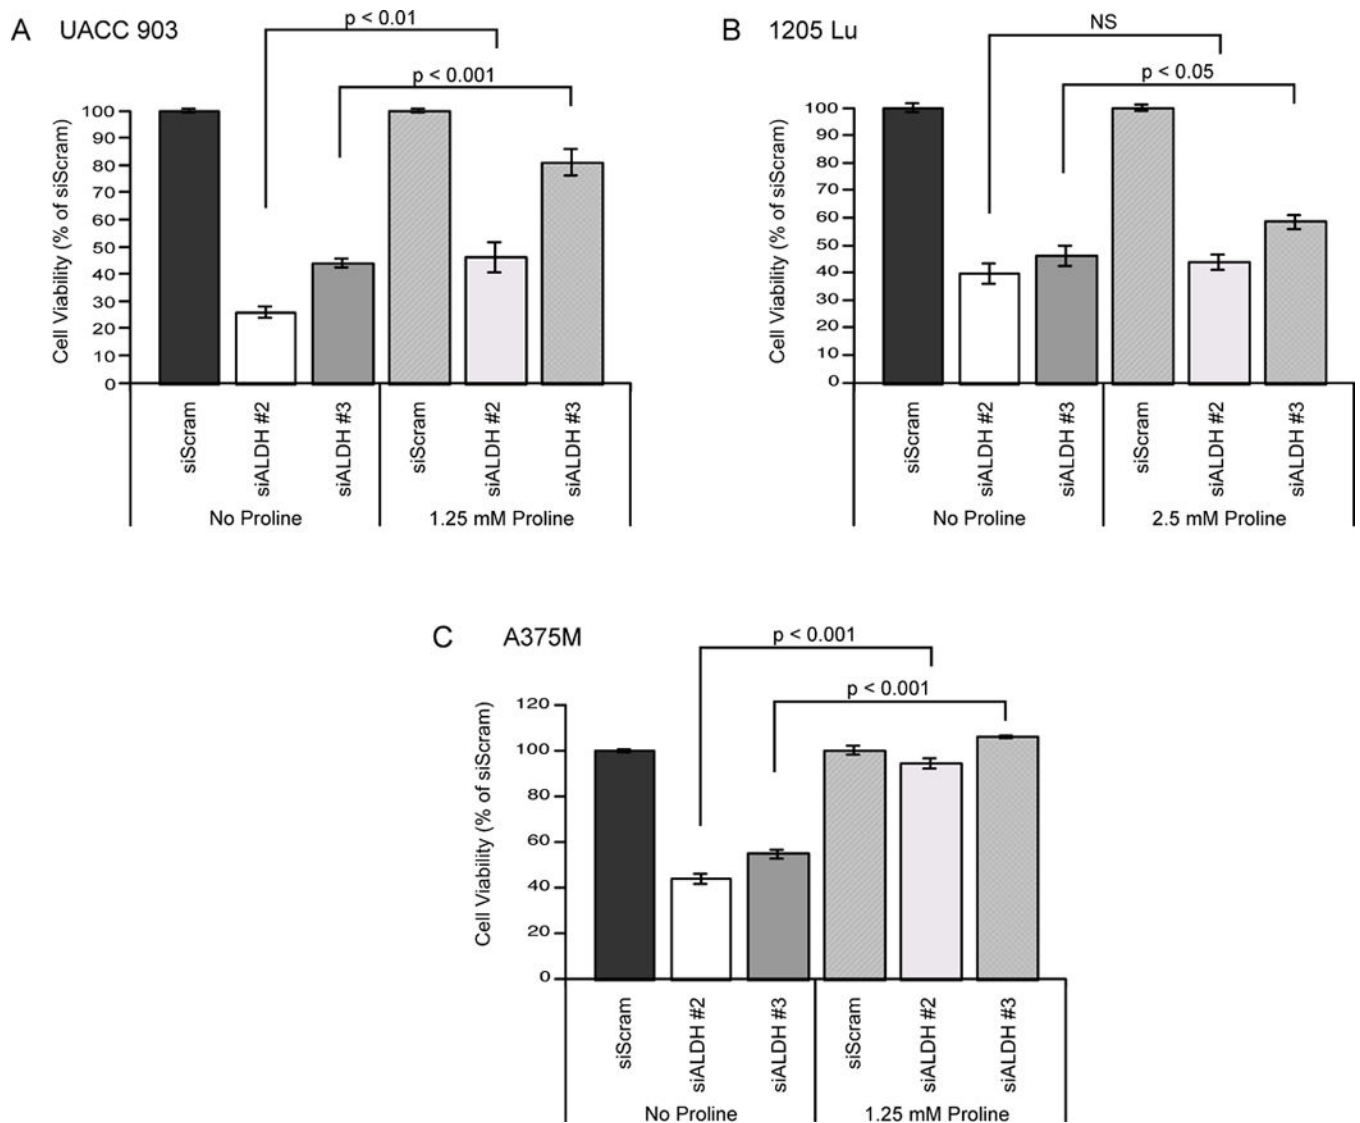 A UACC 903
p < 0.01
p < 0.001
Cell Viability (% of siScram)
100
90
80
70
60
50
40
30
20
10
0
siScram
siALDH #2
siALDH #3
siScram
siALDH #2
siALDH #3
No Proline
1.25 mM Proline
B 1205 Lu
NS
p < 0.05
Cell Viability (% of siScram)
100
90
80
70
60
50
40
30
20
10
0
siScram
siALDH #2
siALDH #3
siScram
siALDH #2
siALDH #3
No Proline
2.5 mM Proline
C A375M
p < 0.001
p < 0.001
Cell Viability (% of siScram)
120
100
80
60
40
20
0
siScram
siALDH #2
siALDH #3
siScram
siALDH #2
siALDH #3
No Proline
1.25 mM Proline